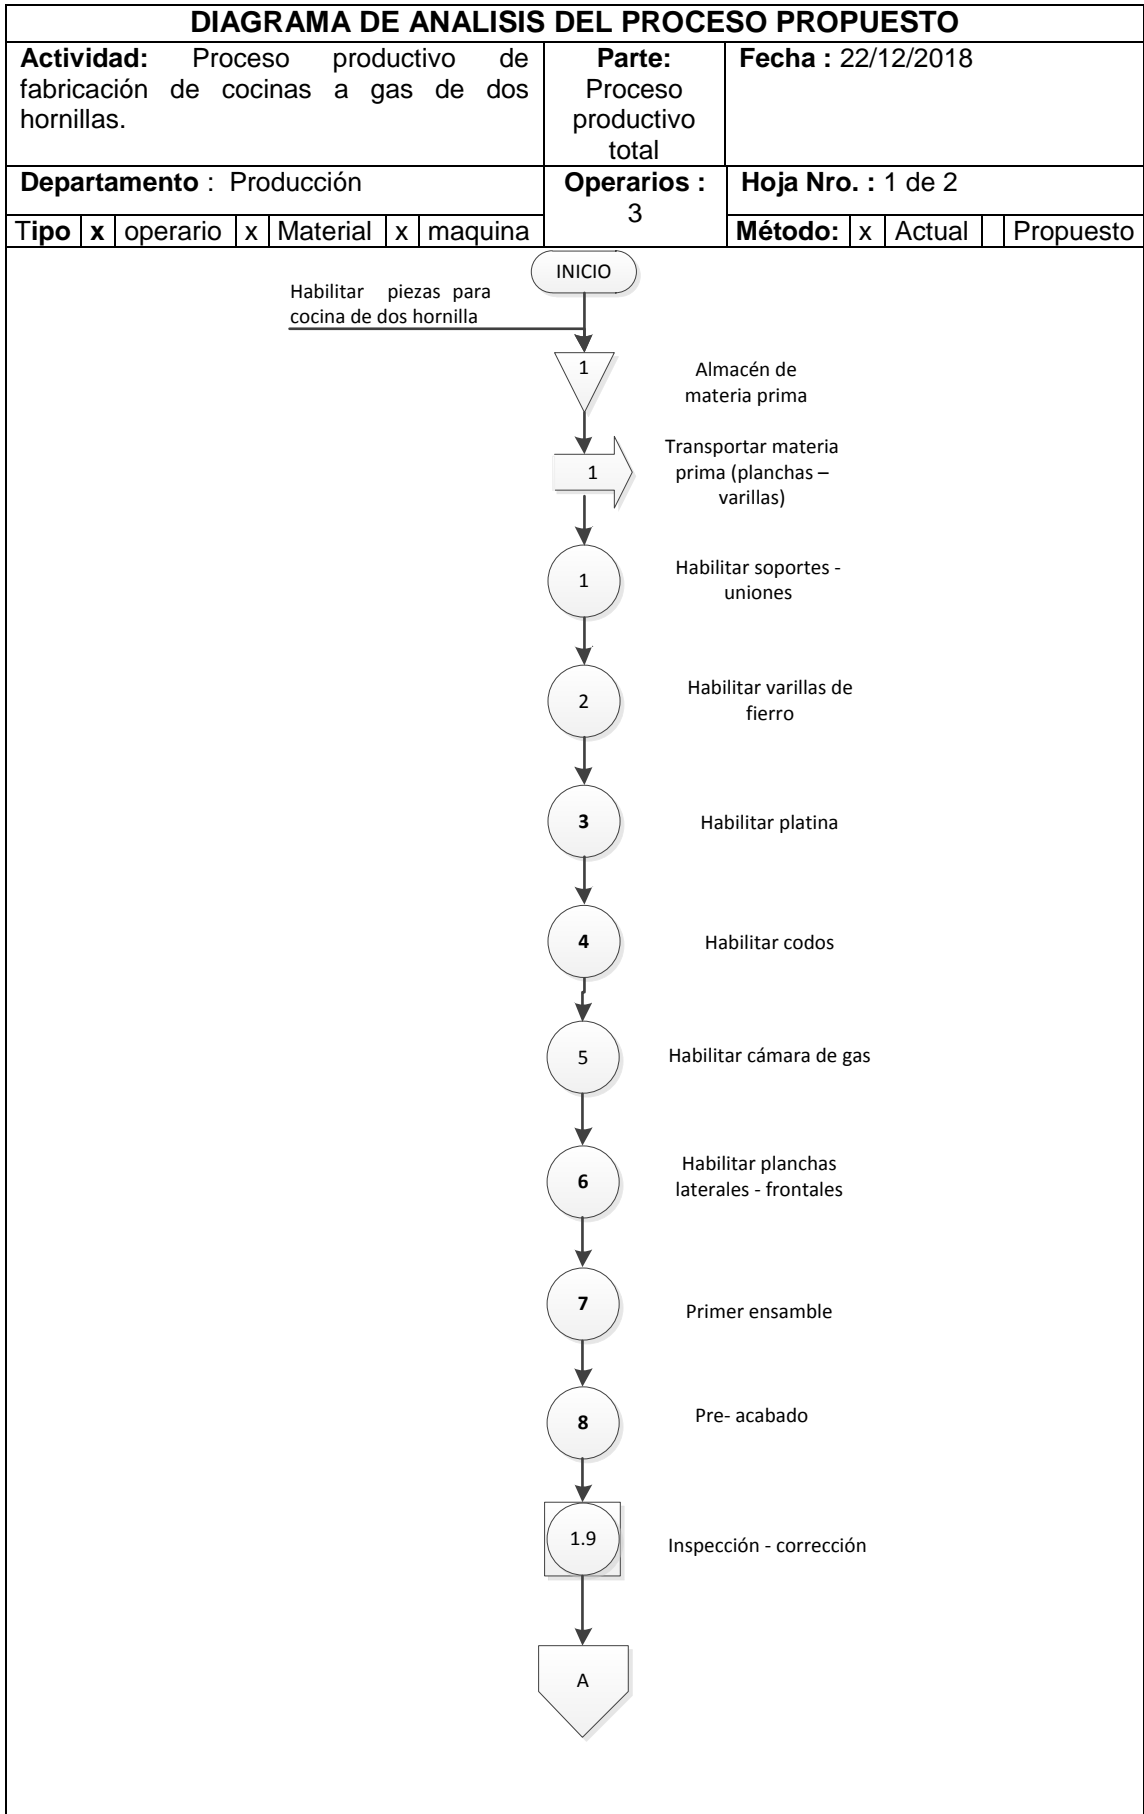 DIAGRAMA DE ANALISIS DEL PROCESO PROPUESTO
Actividad: Proceso productivo de
fabricación de cocinas a gas de dos
hornillas.
Parte:
Proceso
productivo
total
Fecha : 22/12/2018
Departamento : Producción
Operarios :
3
Hoja Nro. : 1 de 2
Tipo x operario x Material x maquina
Método: x Actual Propuesto
INICIO
Habilitar piezas para
cocina de dos hornilla
1
Almacén de
materia prima
1
Transportar materia
prima (planchas –
varillas)
1
Habilitar soportes -
uniones
2
Habilitar varillas de
fierro
3
Habilitar platina
4
Habilitar codos
5
Habilitar cámara de gas
6
Habilitar planchas
laterales - frontales
7
Primer ensamble
8
Pre- acabado
1.9
Inspección - corrección
A